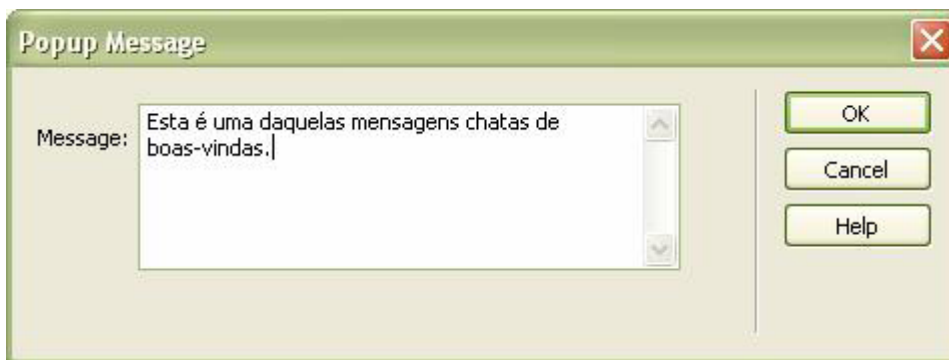 Popup Message
Message:
Esta é uma daquelas mensagens chatas de
boas-vindas.
OK
Cancel
Help